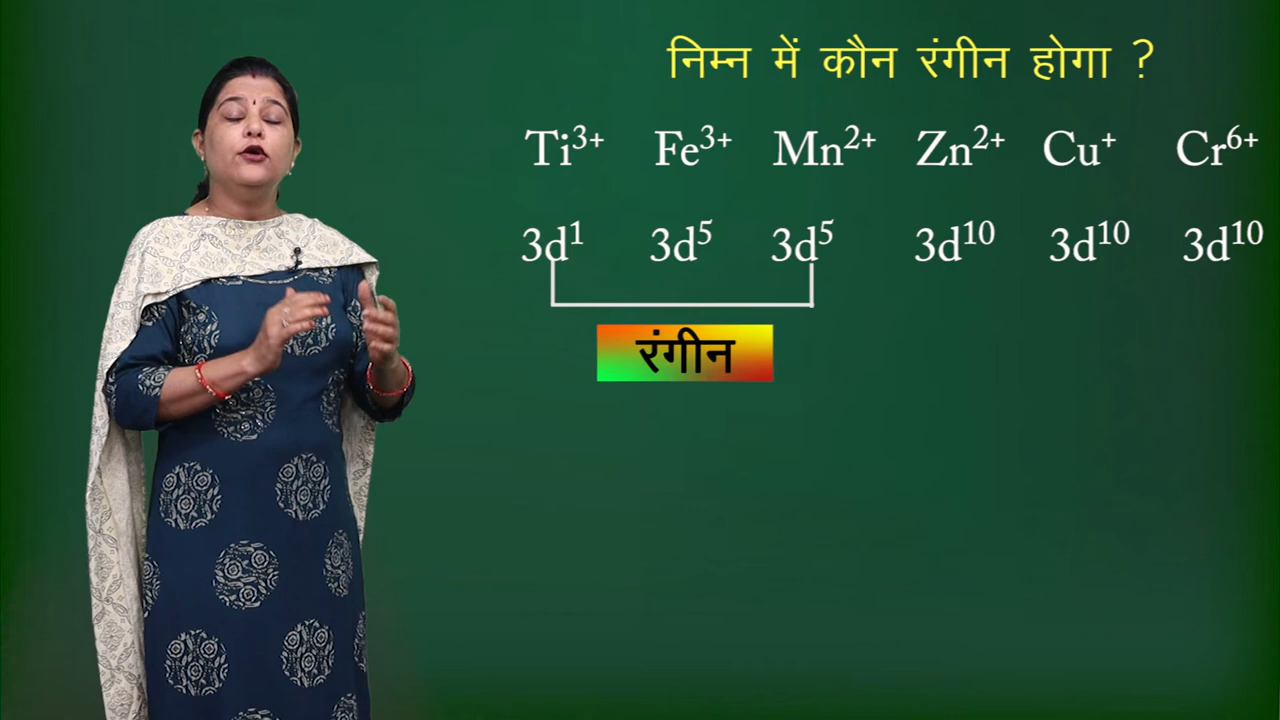 निम्न में कौन रंगीन होगा ?
Ti³⁺ Fe³⁺ Mn²⁺ Zn²⁺ Cu⁺ Cr⁶⁺
3d¹ 3d⁵ 3d⁵ 3d¹⁰ 3d¹⁰ 3d¹⁰
रंगीन